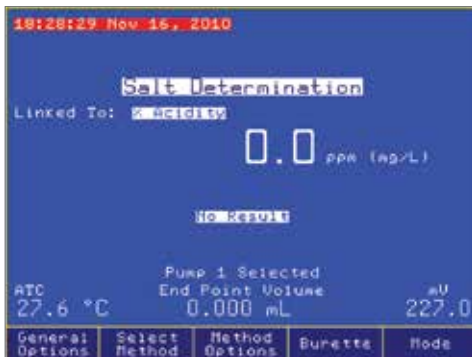 18:28:29 Nov 16, 2010
Salt Determination
Linked To: % Acidity
0.0 ppm (mg/L)
No Result
Pump 1 Selected
ATC End Point Volume mV
27.6 °C 0.000 mL 227.0
General Options Select Method Method Options Burette Mode